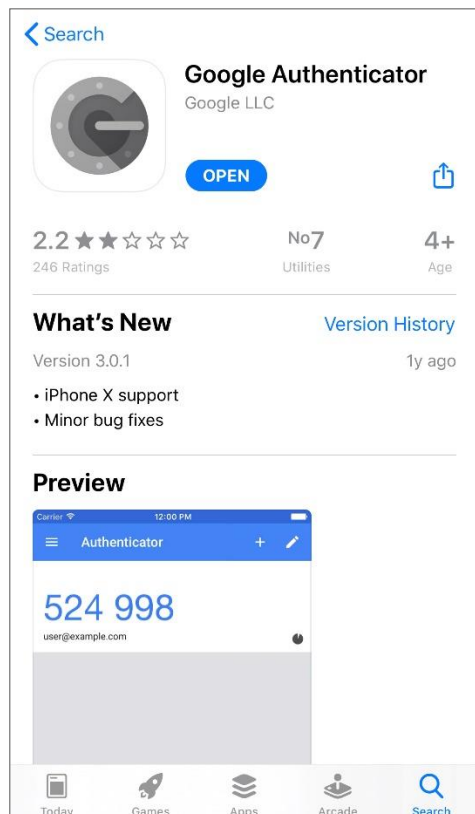 Search
Google Authenticator
Google LLC
OPEN
2.2
No7
4+
246 Ratings
Utilities
Age
What's New
Version History
Version 3.0.1
1y ago
• iPhone X support
• Minor bug fixes
Preview
Carrier
12:00 PM
Authenticator
524 998
user@example.com
Today
Games
Apps
Arcade
Search